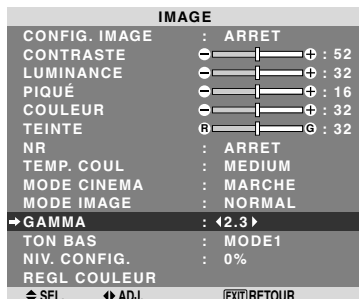 IMAGE
CONFIG. IMAGE : ARRET
CONTRASTE : 52
LUMINANCE : 32
PIQUÉ : 16
COULEUR : 32
TEINTE R G : 32
NR : ARRET
TEMP. COUL : MEDIUM
MODE CINEMA : MARCHE
MODE IMAGE : NORMAL
GAMMA : 2.3
TON BAS : MODE1
NIV. CONFIG. : 0%
REGL COULEUR
SEL. ADJ. EXIT RETOUR